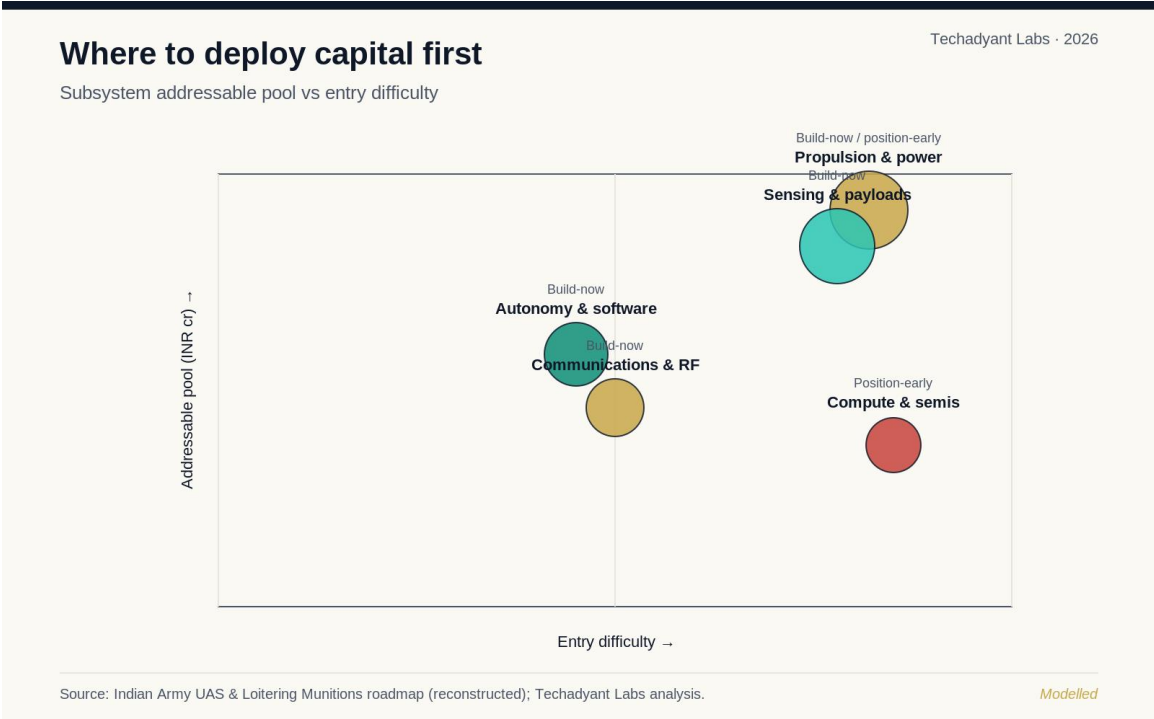 Where to deploy capital first
Techadyant Labs · 2026
Subsystem addressable pool vs entry difficulty
Build-now / position-early
Propulsion & power
Build-now
Sensing & payloads
Build-now
Autonomy & software
Build-now
Communications & RF
Position-early
Compute & semis
Addressable pool (INR cr) →
Entry difficulty →
Source: Indian Army UAS & Loitering Munitions roadmap (reconstructed); Techadyant Labs analysis.
Modelled